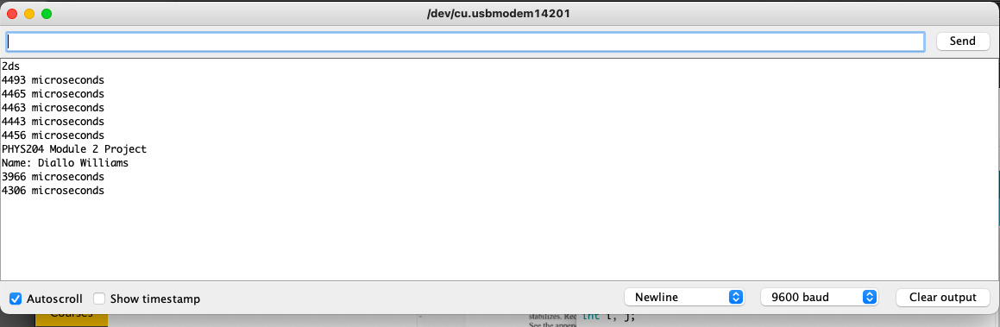 /dev/cu.usbmodem14201
Send
2ds
4493 microseconds
4465 microseconds
4463 microseconds
4443 microseconds
4456 microseconds
PHYS204 Module 2 Project
Name: Diallo Williams
3966 microseconds
4306 microseconds
Autoscroll
Show timestamp
Newline
9600 baud
Clear output
Courses
stabilizes. Rec
int i, j;
See the appen